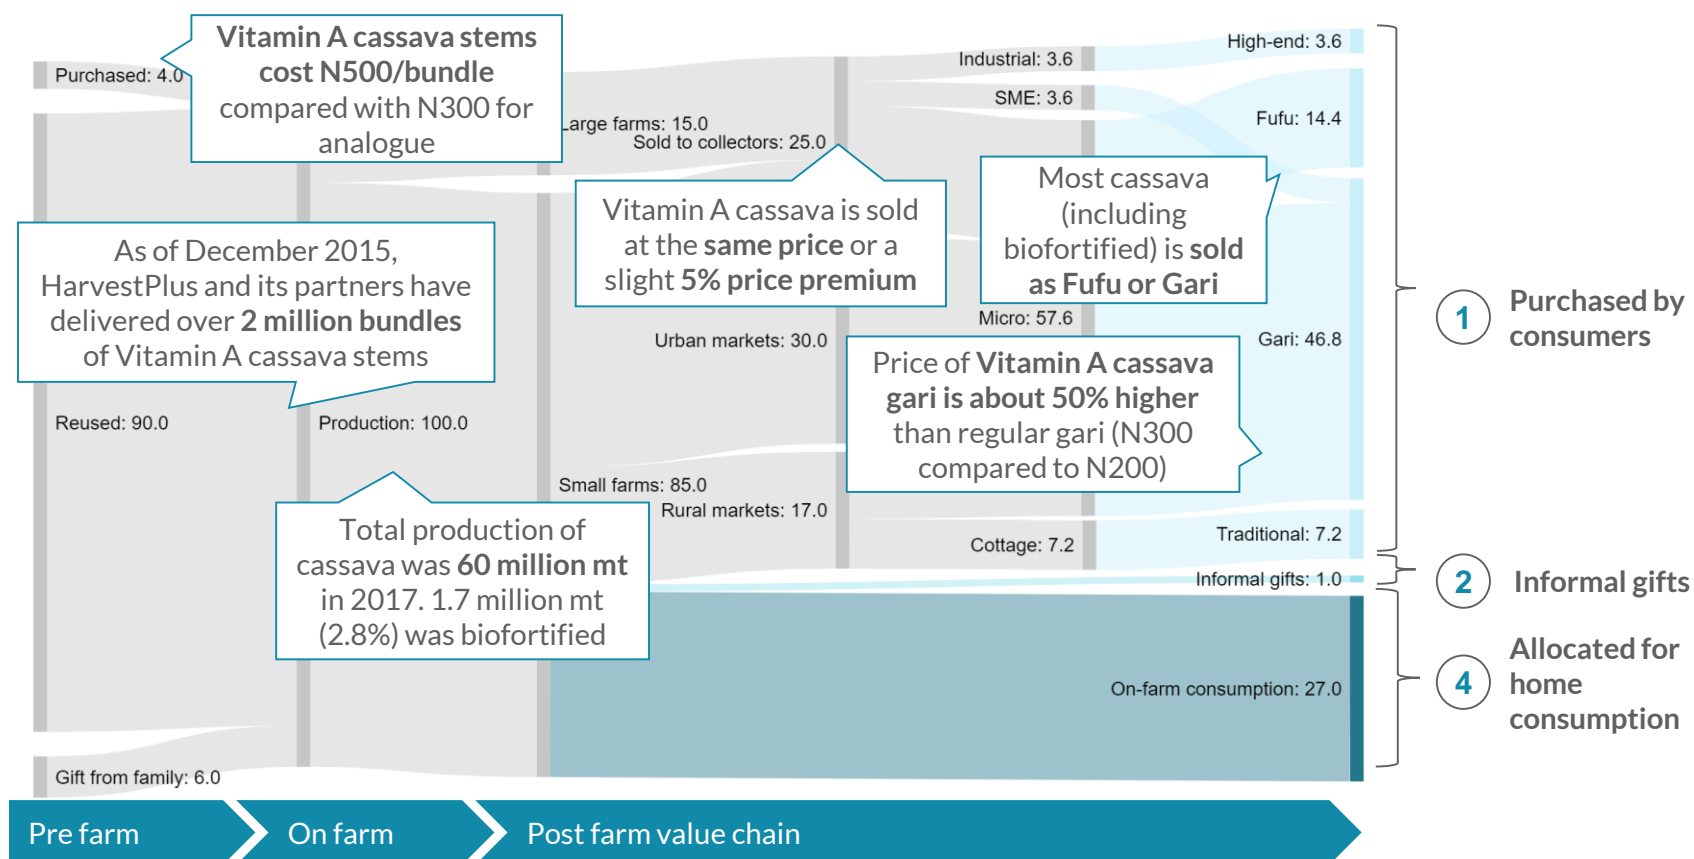 Vitamin A cassava stems
cost N500/bundle
compared with N300 for
analogue
Purchased: 4.0
As of December 2015,
HarvestPlus and its partners have
delivered over 2 million bundles
of Vitamin A cassava stems
Reused: 90.0
Production: 100.0
Total production of
cassava was 60 million mt
in 2017. 1.7 million mt
(2.8%) was biofortified
Gift from family: 6.0
Large farms: 15.0
Sold to collectors: 25.0
Vitamin A cassava is sold
at the same price or a
slight 5% price premium
Urban markets: 30.0
Small farms: 85.0
Rural markets: 17.0
Industrial: 3.6
SME: 3.6
Most cassava
(including
biofortified) is sold
as Fufu or Gari
Micro: 57.6
Price of Vitamin A cassava
gari is about 50% higher
than regular gari (N300
compared to N200)
Cottage: 7.2
High-end: 3.6
Fufu: 14.4
Gari: 46.8
Traditional: 7.2
Informal gifts: 1.0
On-farm consumption: 27.0
1
Purchased by
consumers
2
Informal gifts
4
Allocated for
home
consumption
Pre farm
On farm
Post farm value chain